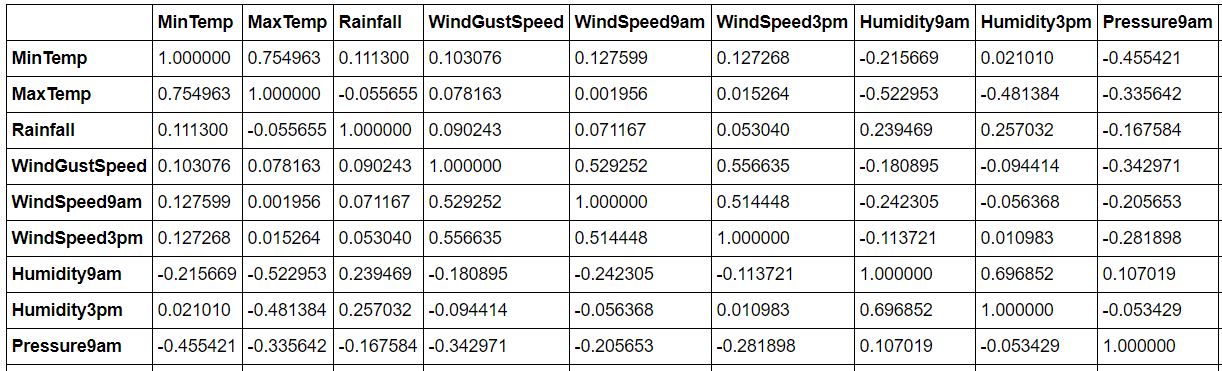 MinTemp MaxTemp Rainfall WindGustSpeed WindSpeed9am WindSpeed3pm Humidity9am Humidity3pm Pressure9am
MinTemp 1.000000 0.754963 0.111300 0.103076 0.127599 0.127268 -0.215669 0.021010 -0.455421
MaxTemp 0.754963 1.000000 -0.055655 0.078163 0.001956 0.015264 -0.522953 -0.481384 -0.335642
Rainfall 0.111300 -0.055655 1.000000 0.090243 0.071167 0.053040 0.239469 0.257032 -0.167584
WindGustSpeed 0.103076 0.078163 0.090243 1.000000 0.529252 0.556635 -0.180895 -0.094414 -0.342971
WindSpeed9am 0.127599 0.001956 0.071167 0.529252 1.000000 0.514448 -0.242305 -0.056368 -0.205653
WindSpeed3pm 0.127268 0.015264 0.053040 0.556635 0.514448 1.000000 -0.113721 0.010983 -0.281898
Humidity9am -0.215669 -0.522953 0.239469 -0.180895 -0.242305 -0.113721 1.000000 0.696852 0.107019
Humidity3pm 0.021010 -0.481384 0.257032 -0.094414 -0.056368 0.010983 0.696852 1.000000 -0.053429
Pressure9am -0.455421 -0.335642 -0.167584 -0.342971 -0.205653 -0.281898 0.107019 -0.053429 1.000000